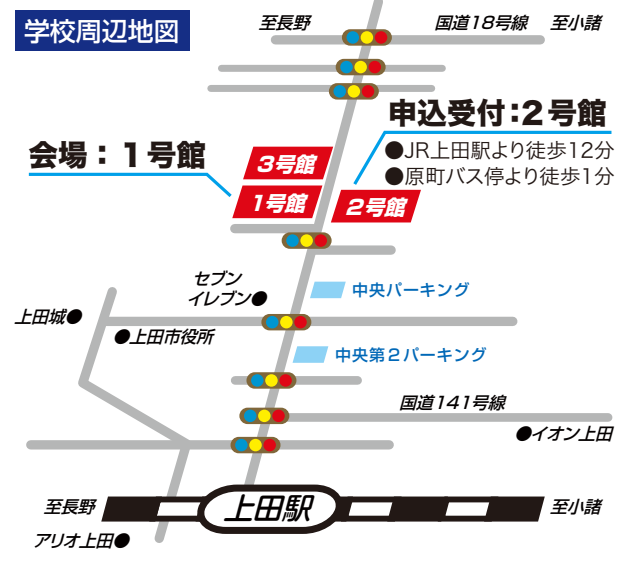 学校周辺地図
至長野
国道18号線
至小諸
申込受付：2号館
●JR上田駅より徒歩12分
●原町バス停より徒歩1分
会場：1号館
3号館
1号館
2号館
セブン
イレブン●
中央パーキング
上田城●
●上田市役所
中央第2パーキング
国道141号線
●イオン上田
至長野
上田駅
至小諸
アリオ上田●